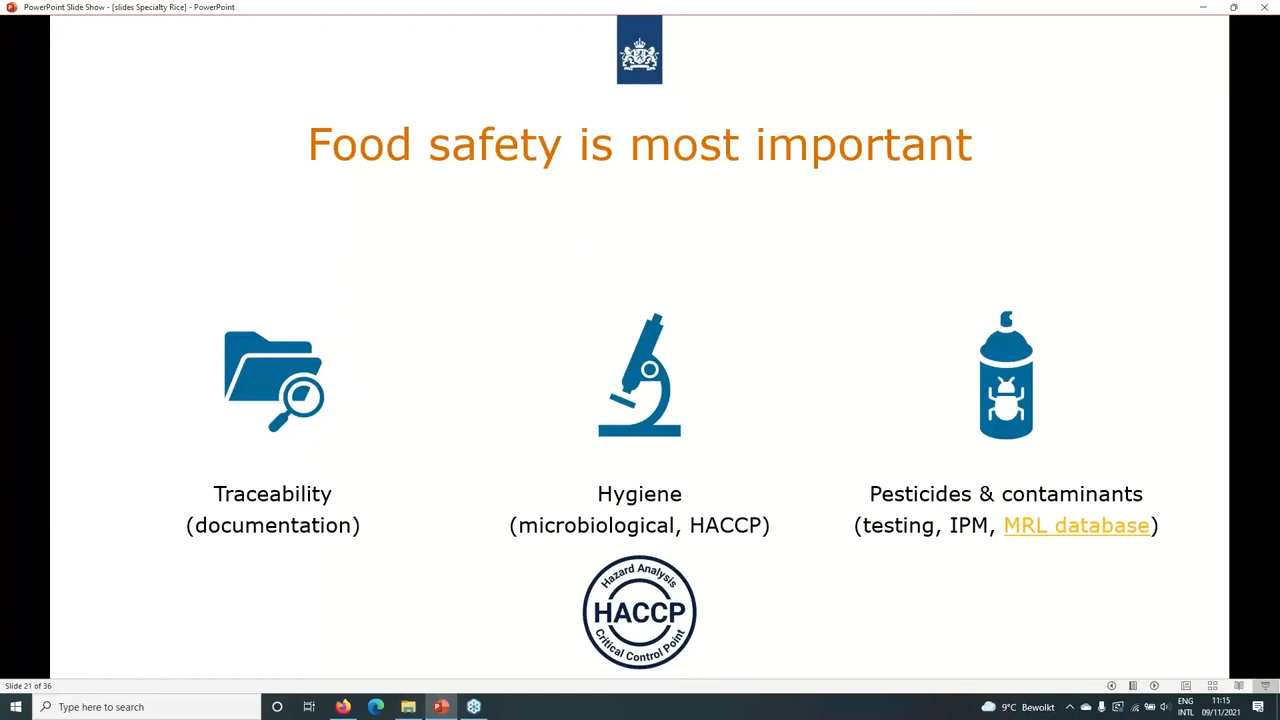 PowerPoint Slide Show - [slides Specialty Rice] - PowerPoint
Food safety is most important
Traceability
(documentation)
Hygiene
(microbiological, HACCP)
Pesticides & contaminants
(testing, IPM, MRL database)
Hazard Analysis
HACCP
Critical Control Point
Slide 21 of 36
Type here to search
9°C Bewolkt
ENG
INTL
11:15
09/11/2021